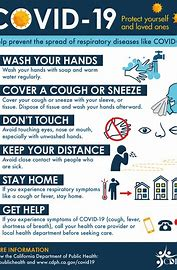 COVID-19
Protect yourself
and loved ones
elp prevent the spread of respiratory diseases like COVID-
WASH YOUR HANDS
Wash your hands with soap and warm
water regularly.
COVER A COUGH OR SNEEZE
Cover your cough or sneeze with your sleeve, or
tissue. Dispose of tissue and wash your hands afterward.
DON'T TOUCH
Avoid touching eyes, nose or mouth,
especially with unwashed hands.
KEEP YOUR DISTANCE
Avoid close contact with people who
are sick.
STAY HOME
If you experience respiratory symptoms
like a cough or fever, stay home.
GET HELP
If you experience symptoms of COVID-19 (cough, fever,
shortness of breath), call your health care provider or
local health department before seeking care.
RE INFORMATION
ew the California Department of Public Health:
publichealth and www.cdph.ca.gov/covid19